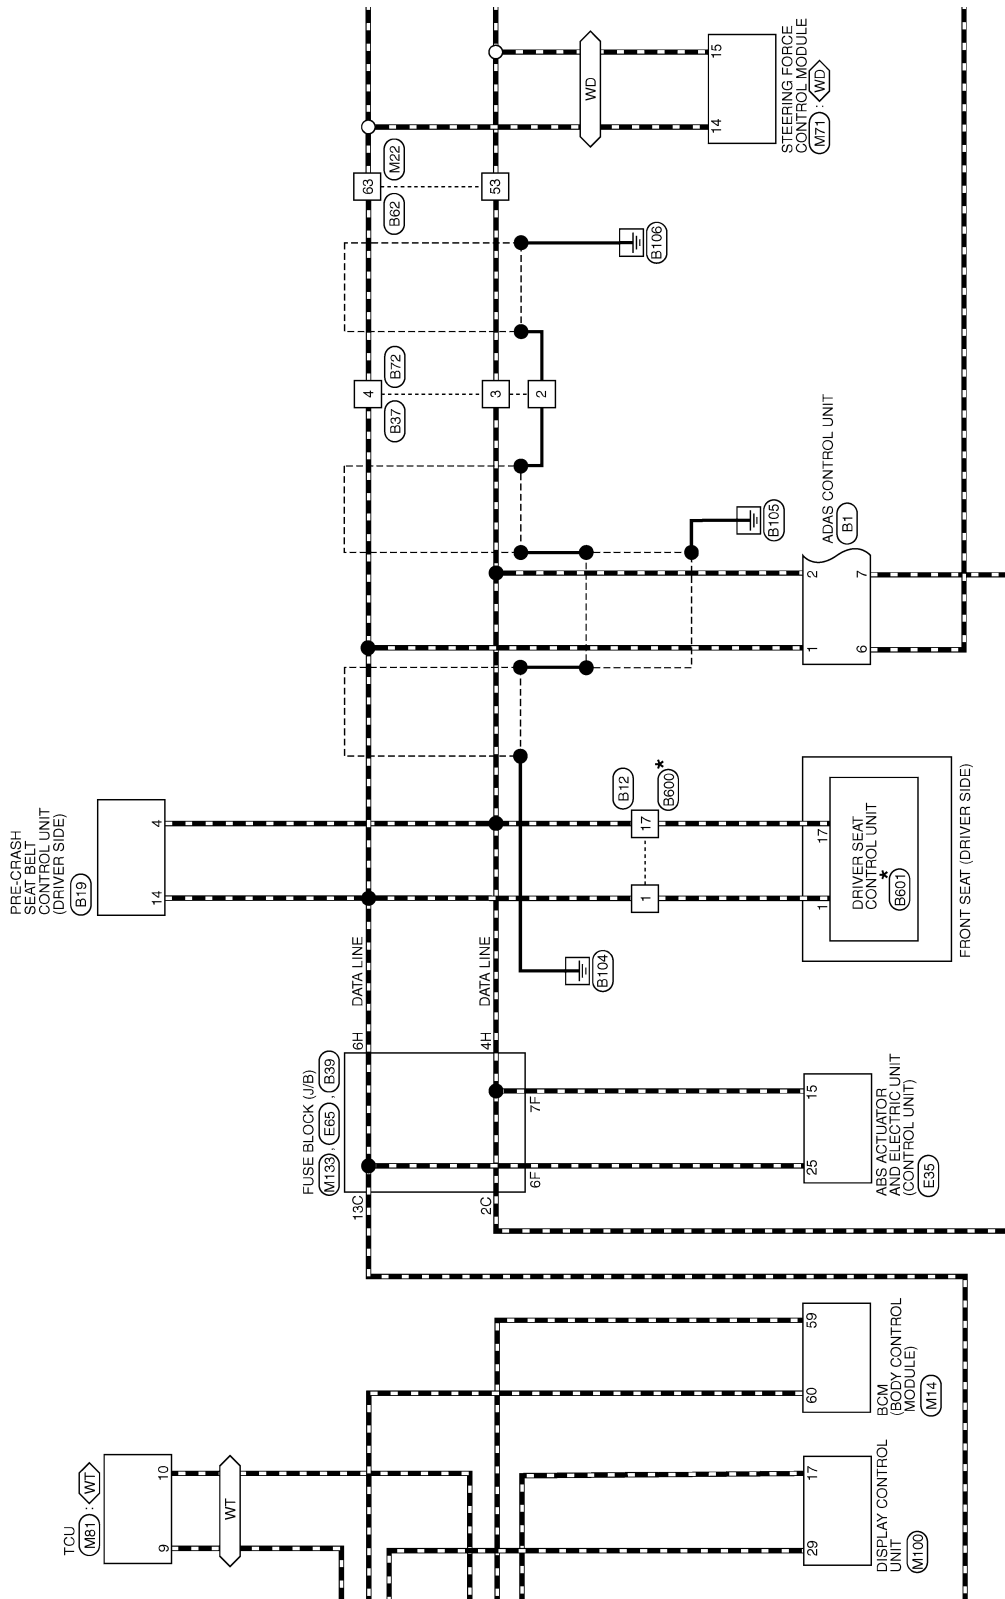 TCU
M81 : WT
9
10
WT
DISPLAY CONTROL
UNIT
M100
29
17
BCM
(BODY CONTROL
MODULE)
M14
60
59
FUSE BLOCK (J/B)
M133 , E65 , B39
13C
2C
6H
4H
6F
7F
DATA LINE
DATA LINE
ABS ACTUATOR
AND ELECTRIC UNIT
(CONTROL UNIT)
E35
25
15
PRE-CRASH
SEAT BELT
CONTROL UNIT
(DRIVER SIDE)
B19
14
4
B104
1
17
B12
B600 *
1
17
DRIVER SEAT
CONTROL UNIT
* B601
FRONT SEAT (DRIVER SIDE)
ADAS CONTROL UNIT
B1
1
2
6
7
B105
B37
B72
4
3
2
B106
B62
M22
63
53
WD
STEERING FORCE
CONTROL MODULE
M71 : WD
14
15